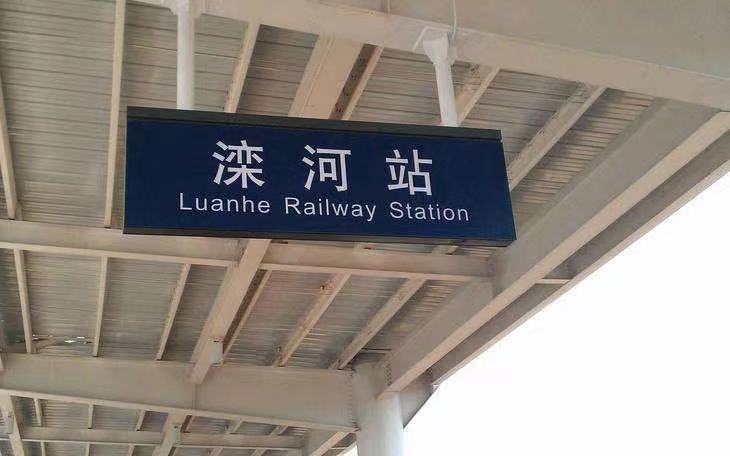 滦河站
Luanhe Railway Station